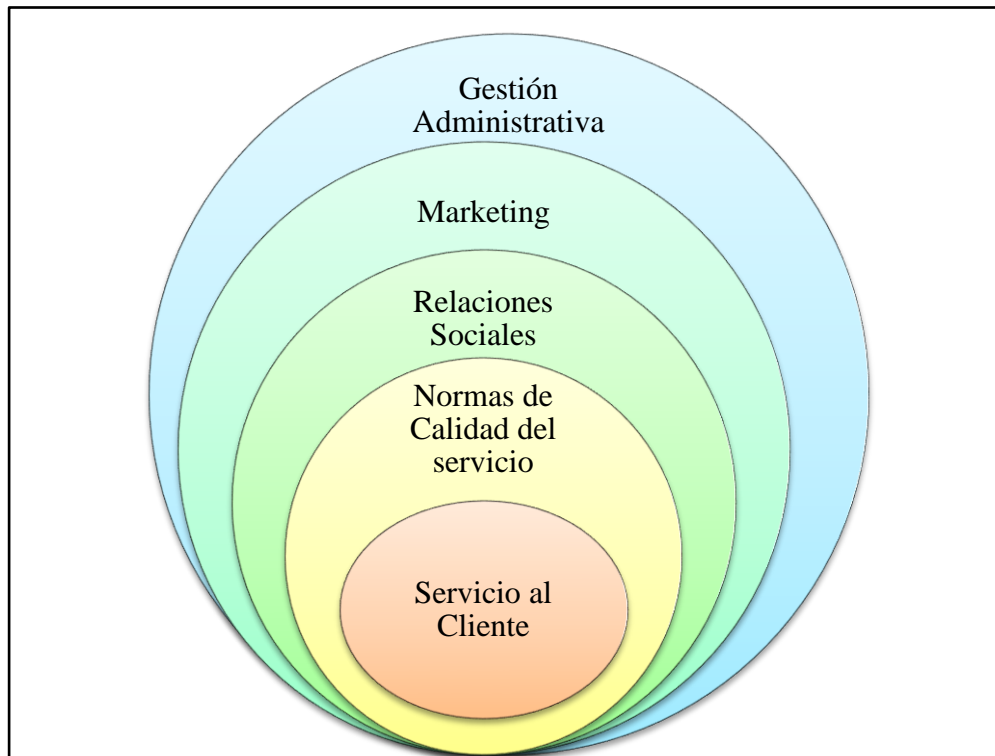 Gestión
Administrativa
Marketing
Relaciones
Sociales
Normas de
Calidad del
servicio
Servicio al
Cliente